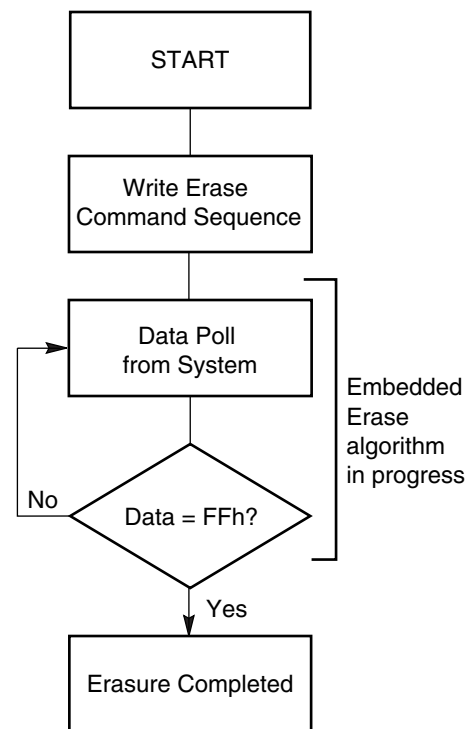 START
Write Erase
Command Sequence
Data Poll
from System
Embedded
Erase
algorithm
in progress
No
Data = FFh?
Yes
Erasure Completed